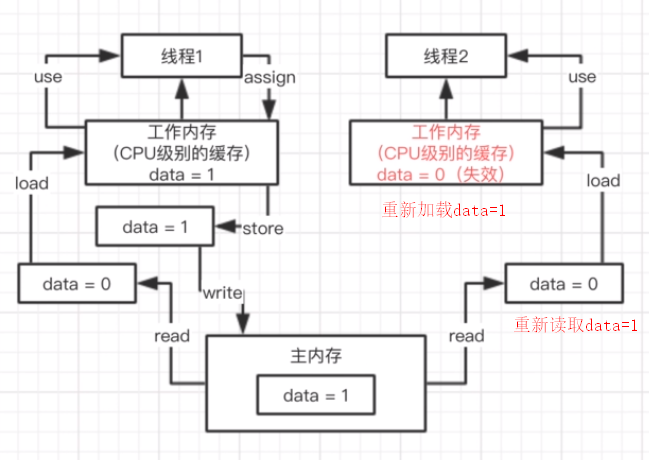 线程1
线程2
use
assign
use
工作内存
（CPU级别的缓存）
data = 1
工作内存
（CPU级别的缓存）
data = 0（失效）
load
load
重新加载data=1
data = 1
store
data = 0
data = 0
write
重新读取data=1
read
read
主内存
data = 1